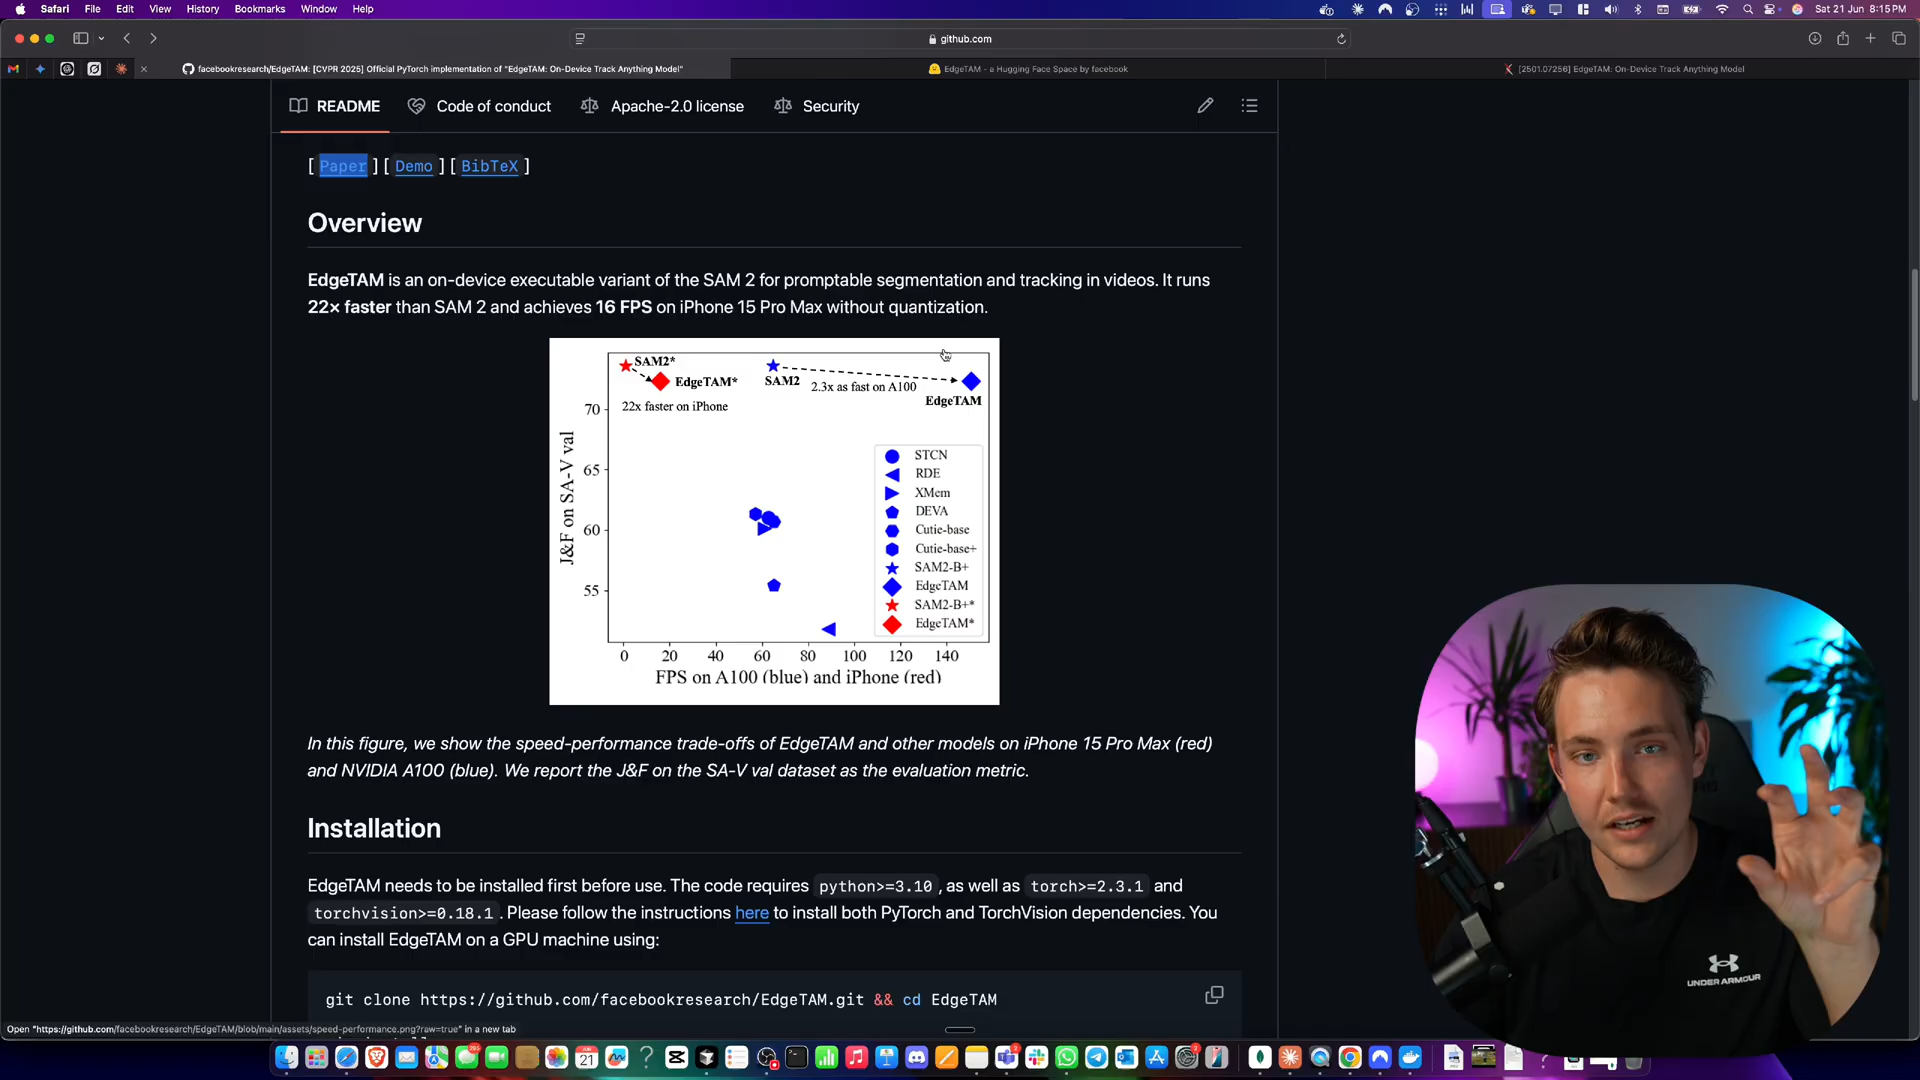 Safari File Edit View History Bookmarks Window Help
Sat 21 Jun 8:15 PM
github.com
facebookresearch/EdgeTAM: [CVPR 2025] Official PyTorch implementation of "EdgeTAM: On-Device Track Anything Model"
EdgeTAM - a Hugging Face Space by facebook
[2501.07256] EdgeTAM: On-Device Track Anything Model
README Code of conduct Apache-2.0 license Security
[ Paper ][ Demo ][ BibTeX ]
Overview
EdgeTAM is an on-device executable variant of the SAM 2 for promptable segmentation and tracking in videos. It runs
22× faster than SAM 2 and achieves 16 FPS on iPhone 15 Pro Max without quantization.
SAM2*
EdgeTAM*
22x faster on iPhone
SAM2
2.3x as fast on A100
EdgeTAM
J&F on SA-V val
70
65
60
55
STCN
RDE
XMem
DEVA
Cutie-base
Cutie-base+
SAM2-B+
EdgeTAM
SAM2-B+*
EdgeTAM*
0 20 40 60 80 100 120 140
FPS on A100 (blue) and iPhone (red)
In this figure, we show the speed-performance trade-offs of EdgeTAM and other models on iPhone 15 Pro Max (red)
and NVIDIA A100 (blue). We report the J&F on the SA-V val dataset as the evaluation metric.
Installation
EdgeTAM needs to be installed first before use. The code requires python>=3.10, as well as torch>=2.3.1 and
torchvision>=0.18.1. Please follow the instructions here to install both PyTorch and TorchVision dependencies. You
can install EdgeTAM on a GPU machine using:
git clone https://github.com/facebookresearch/EdgeTAM.git && cd EdgeTAM
Open "https://github.com/facebookresearch/EdgeTAM/blob/main/assets/speed-performance.png?raw=true" in a new tab
UNDER ARMOUR